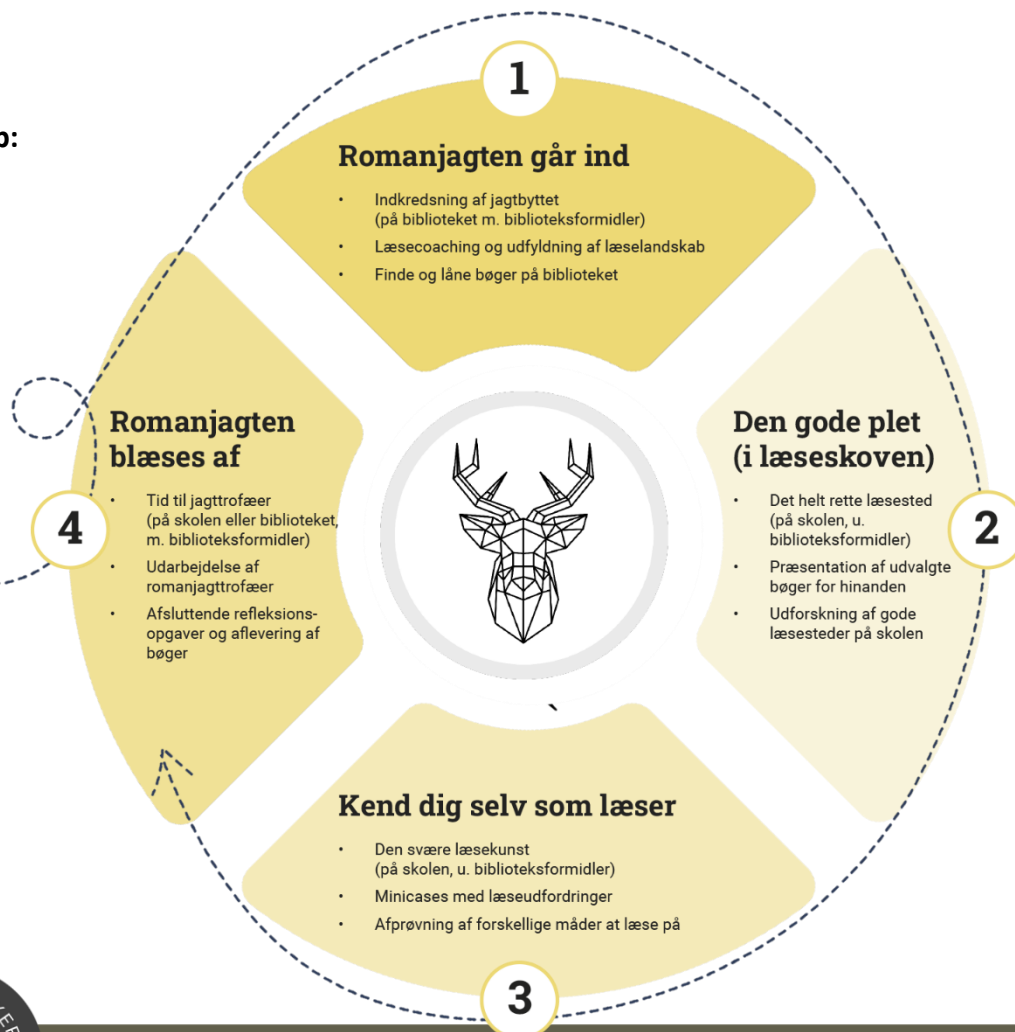 1
Romanjagten går ind
• Indkredsning af jagtbyttet
(på biblioteket m. biblioteksformidler)
• Læsecoaching og udfyldning af læselandskab
• Finde og låne bøger på biblioteket
2
Den gode plet
(i læseskoven)
• Det helt rette læsested
(på skolen, u.
biblioteksformidler)
• Præsentation af udvalgte
bøger for hinanden
• Udforskning af gode
læsesteder på skolen
3
Kend dig selv som læser
• Den svære læsekunst
(på skolen, u. biblioteksformidler)
• Minicases med læseudfordringer
• Afprøvning af forskellige måder at læse på
4
Romanjagten
blæses af
• Tid til jagttrofæer
(på skolen eller biblioteket,
m. biblioteksformidler)
• Udarbejdelse af
romanjagttrofæer
• Afsluttende refleksions-
opgaver og aflevering af
bøger